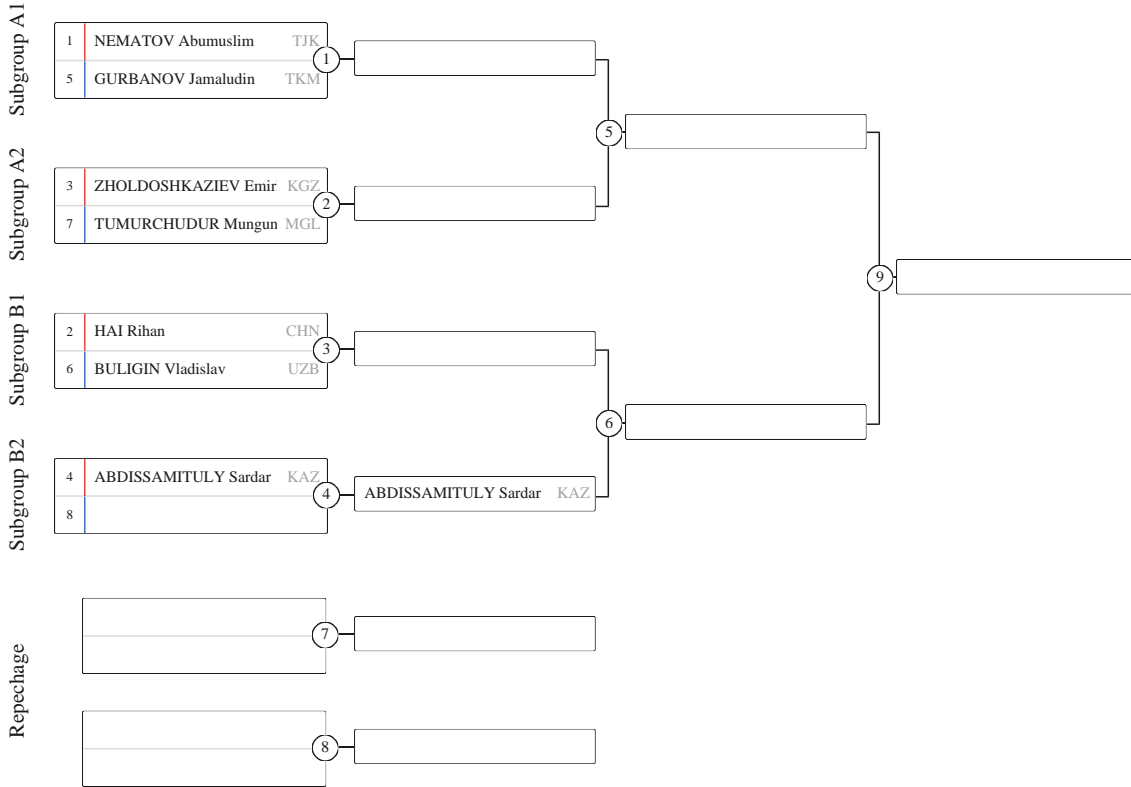 Subgroup A1
1 NEMATOV Abumuslim TJK
5 GURBANOV Jamaludin TKM
1
5
Subgroup A2
3 ZHOLDOSHKAZIEV Emir KGZ
7 TUMURCHUDUR Mungun MGL
2
9
Subgroup B1
2 HAI Rihan CHN
6 BULIGIN Vladislav UZB
3
6
Subgroup B2
4 ABDISSAMITULY Sardar KAZ
8
4
ABDISSAMITULY Sardar KAZ
Repechage
7
8